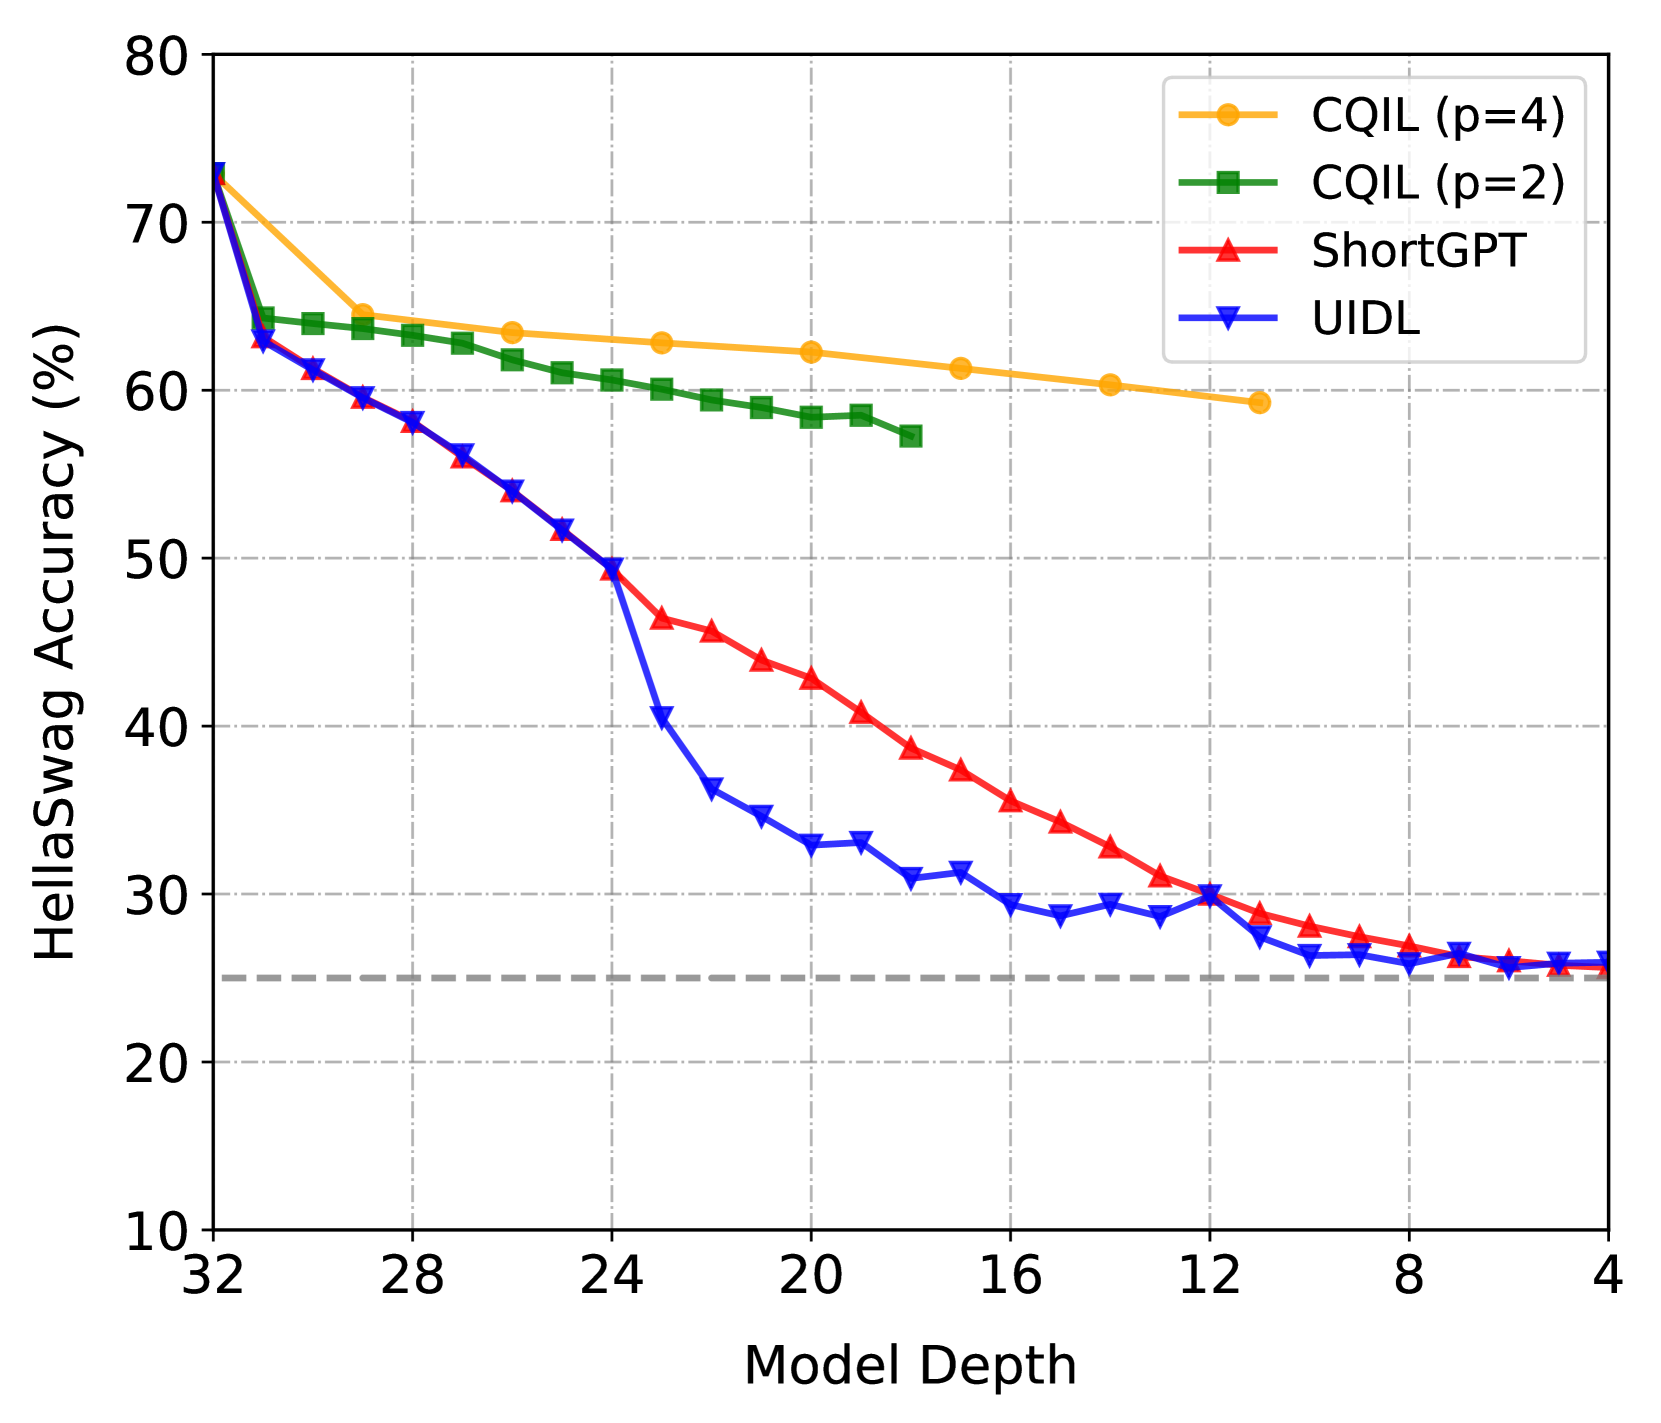 80
70
60
50
40
30
20
10
HellaSwag Accuracy (%)
CQIL (p=4)
CQIL (p=2)
ShortGPT
UIDL
32 28 24 20 16 12 8 4
Model Depth